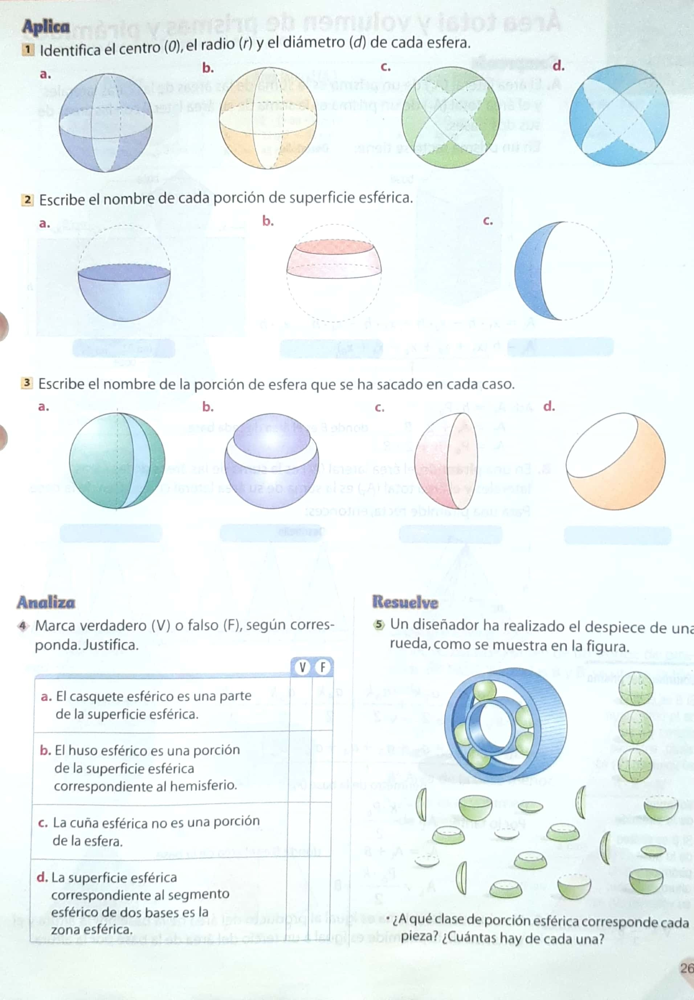 Aplica
1 Identifica el centro (0), el radio (r) y el diámetro (d) de cada esfera.
a.
b.
c.
d.
2 Escribe el nombre de cada porción de superficie esférica.
a.
b.
c.
3 Escribe el nombre de la porción de esfera que se ha sacado en cada caso.
a.
b.
c.
d.
Analiza
4 Marca verdadero (V) o falso (F), según corres-
ponda. Justifica.
V F
a. El casquete esférico es una parte
de la superficie esférica.
b. El huso esférico es una porción
de la superficie esférica
correspondiente al hemisferio.
c. La cuña esférica no es una porción
de la esfera.
d. La superficie esférica
correspondiente al segmento
esférico de dos bases es la
zona esférica.
Resuelve
5 Un diseñador ha realizado el despiece de una
rueda, como se muestra en la figura.
• ¿A qué clase de porción esférica corresponde cada
pieza? ¿Cuántas hay de cada una?
26